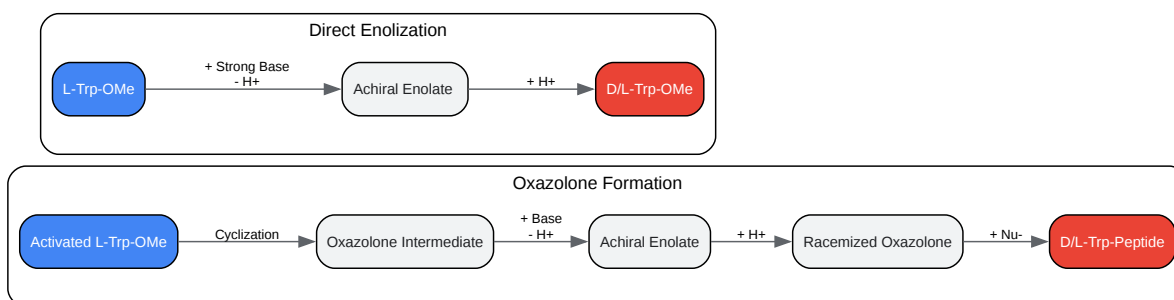 Direct Enolization
L-Trp-OMe
+ Strong Base
- H+
Achiral Enolate
+ H+
D/L-Trp-OMe
Oxazolone Formation
Activated L-Trp-OMe
Cyclization
Oxazolone Intermediate
+ Base
- H+
Achiral Enolate
+ H+
Racemized Oxazolone
+ Nu-
D/L-Trp-Peptide